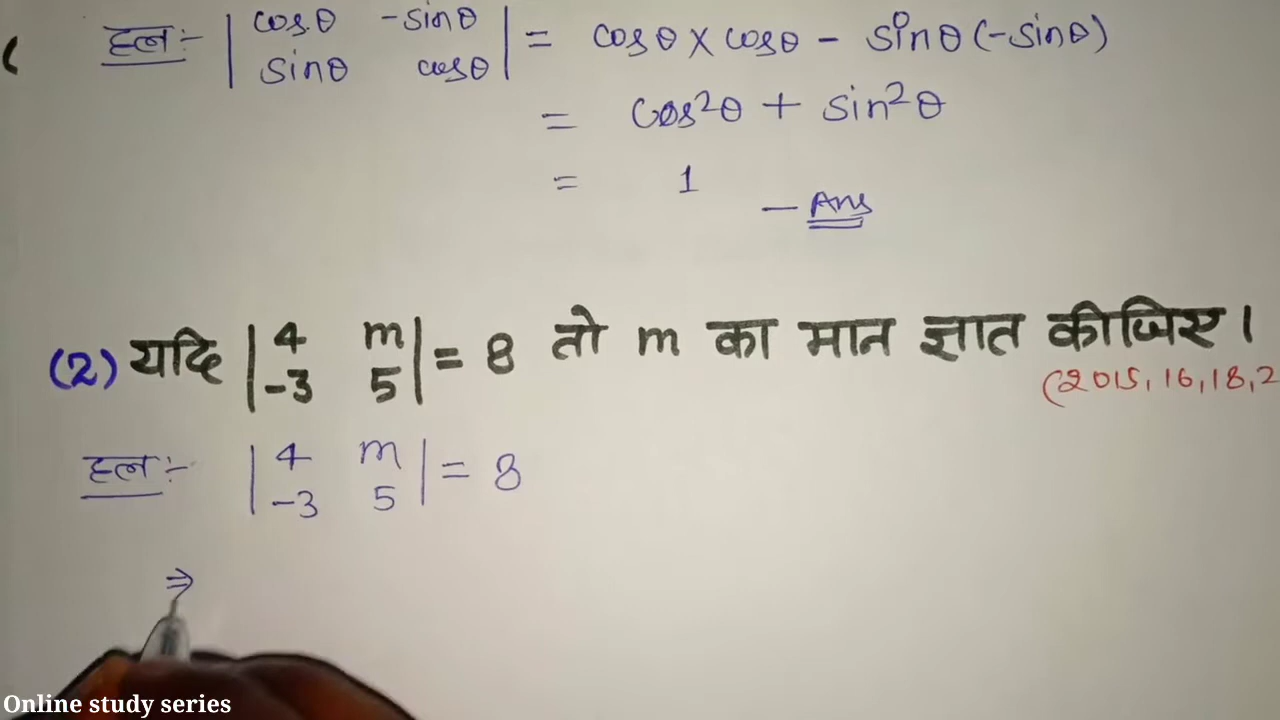 हल:- | cosθ -sinθ | = cosθ × cosθ - sinθ (-sinθ)
| sinθ cosθ |
= cos²θ + sin²θ
= 1 - Ans
(2) यदि | 4 m | = 8 तो m का मान ज्ञात कीजिए।
| -3 5 |
(2015, 16, 18, 2
हल:- | 4 m | = 8
| -3 5 |
⇒
Online study series